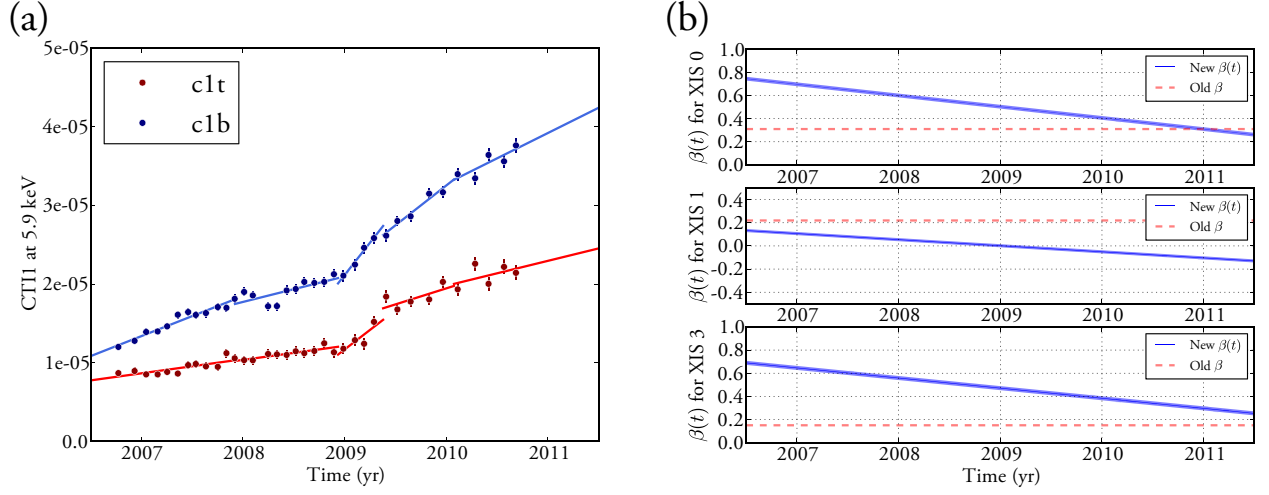 (a)
CTI1 at 5.9 keV
5e-05
4e-05
3e-05
2e-05
1e-05
0.0
c1t
c1b
2007 2008 2009 2010 2011
Time (yr)
(b)
β(t) for XIS 0
1.0
0.8
0.6
0.4
0.2
0.0
New β(t)
Old β
2007 2008 2009 2010 2011
β(t) for XIS 1
0.4
0.2
0.0
-0.2
-0.4
New β(t)
Old β
2007 2008 2009 2010 2011
β(t) for XIS 3
1.0
0.8
0.6
0.4
0.2
0.0
New β(t)
Old β
2007 2008 2009 2010 2011
Time (yr)